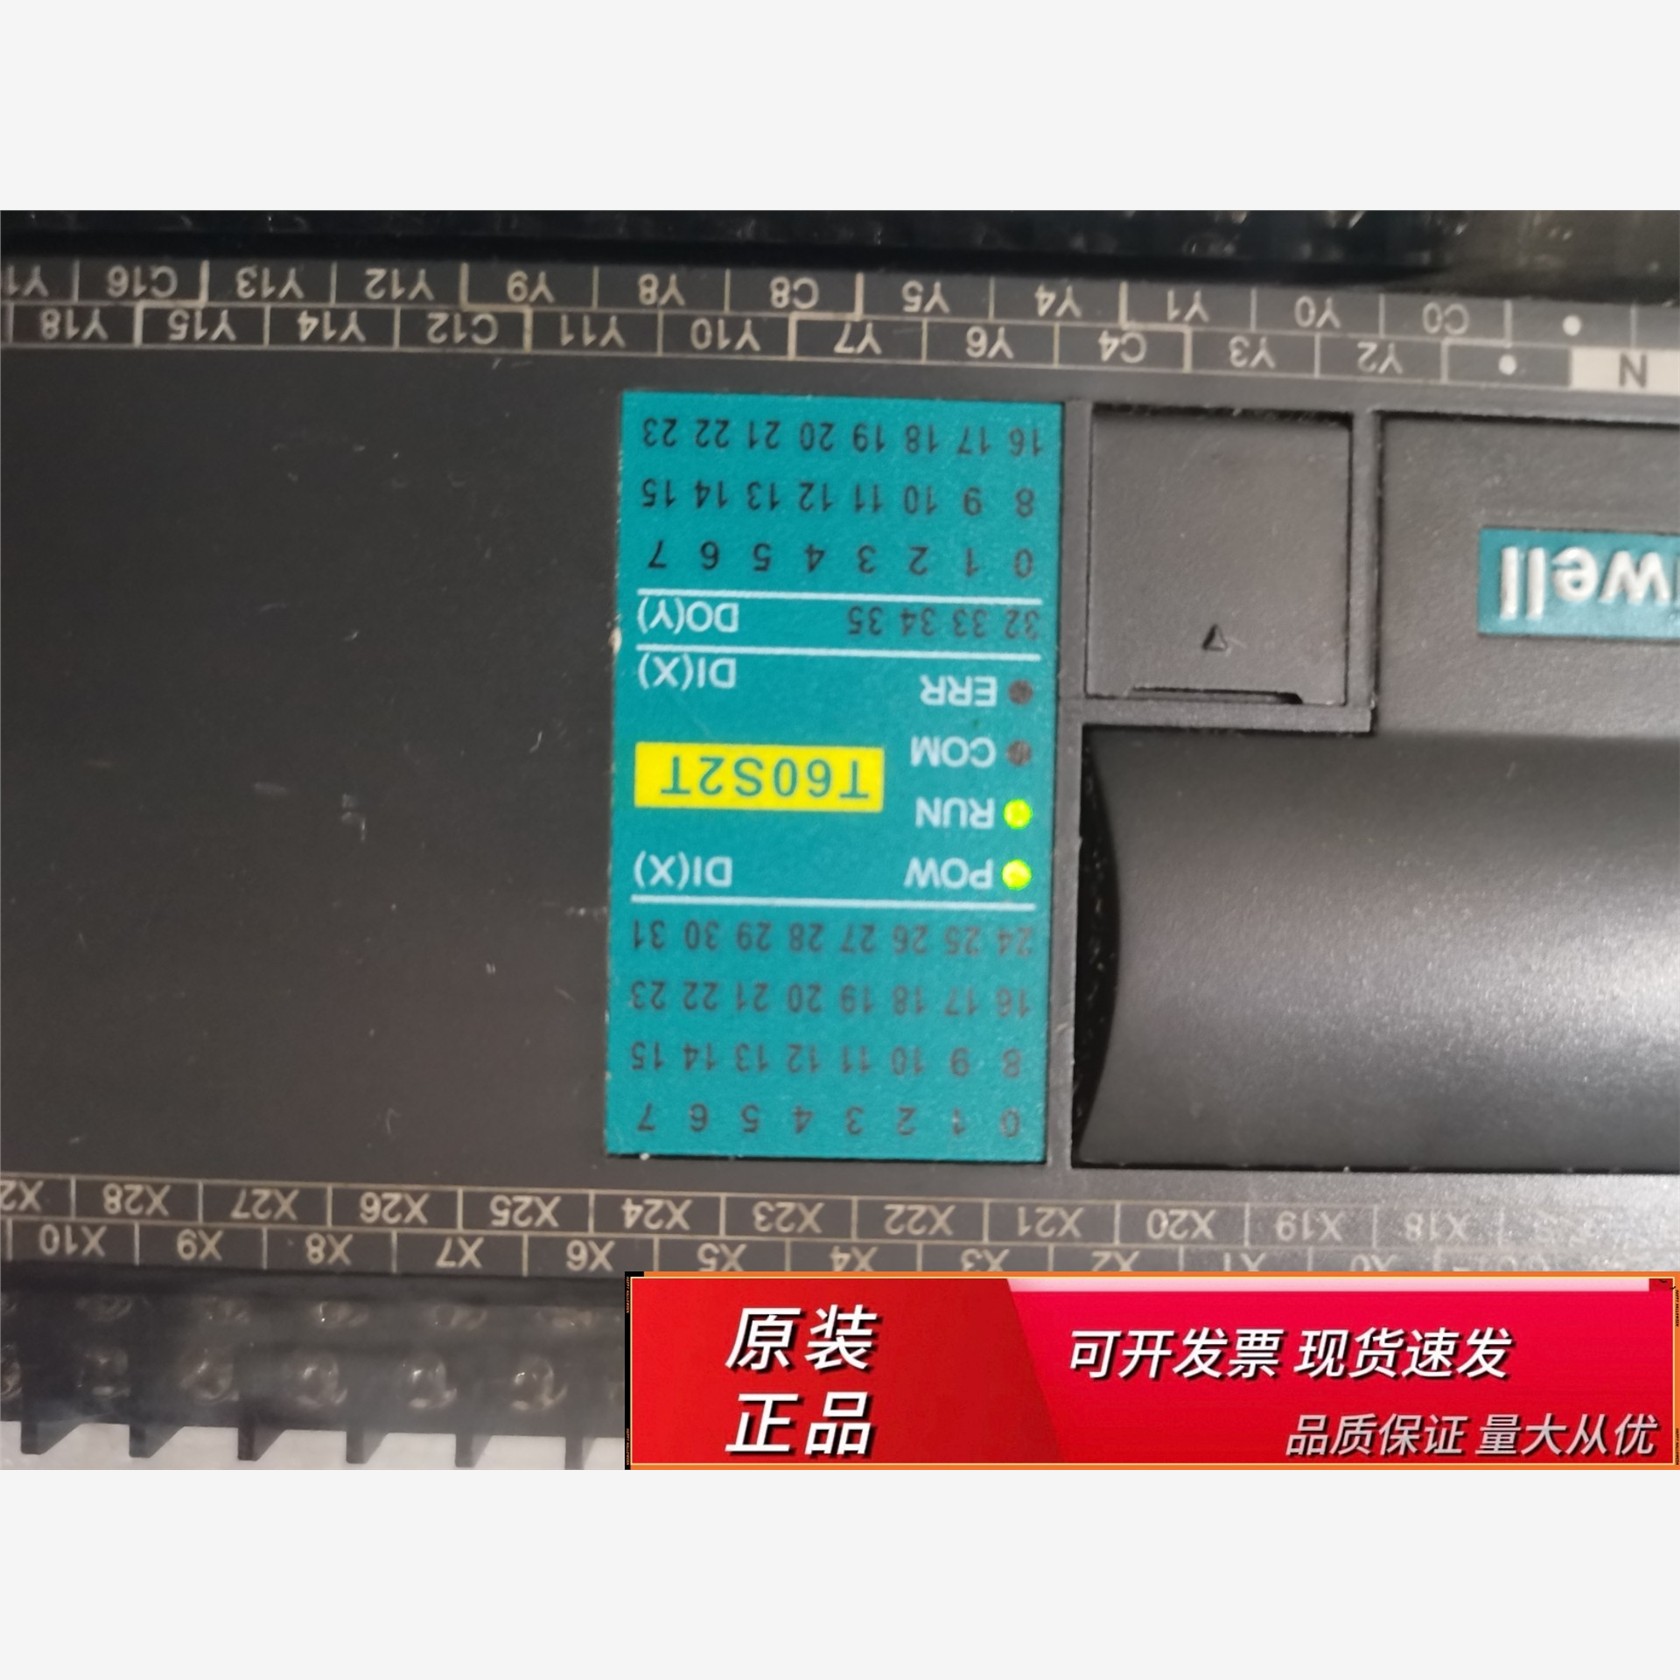 X0 X1 X2 X3 X4 X5 X6 X7 X8 X9 X10
X18 X19 X20 X21 X22 X23 X24 X25 X26 X27 X28
0 1 2 3 4 5 6 7
8 9 10 11 12 13 14 15
16 17 18 19 20 21 22 23
24 25 26 27 28 29 30 31
POW DI(X)
RUN
T60S2T
COM
ERR DI(X)
32 33 34 35 DO(Y)
0 1 2 3 4 5 6 7
8 9 10 11 12 13 14 15
16 17 18 19 20 21 22 23
well
N Y2 Y3 C4 Y6 Y7 Y10 Y11 C12 Y14 Y15 Y18
C0 Y0 Y1 Y4 Y5 C8 Y8 Y9 Y12 Y13 C16
原装
正品
可开发票 现货速发
品质保证 量大从优